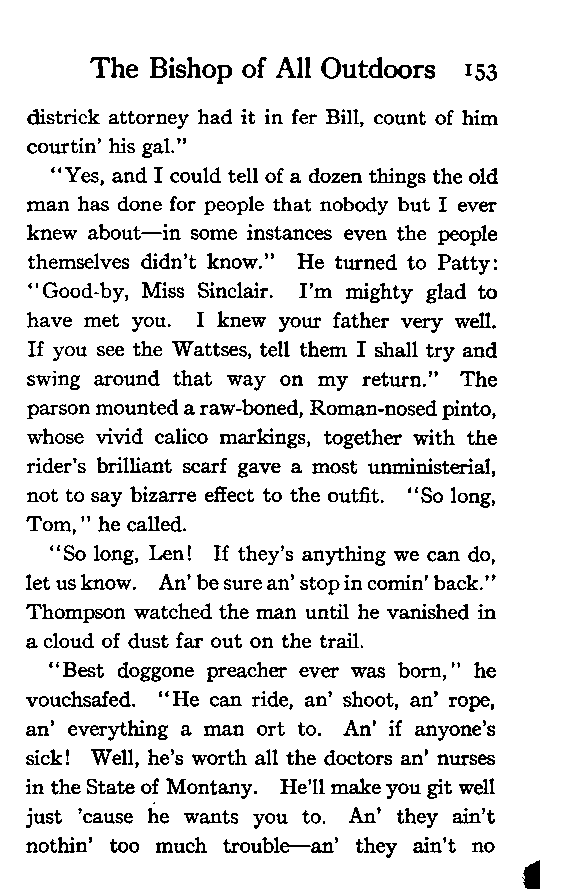 The Bishop of All Outdoors 153
districk attorney had it in fer Bill, count of him
courtin' his gal."
"Yes, and I could tell of a dozen things the old
man has done for people that nobody but I ever
knew about—in some instances even the people
themselves didn't know." He turned to Patty:
"Good-by, Miss Sinclair. I'm mighty glad to
have met you. I knew your father very well.
If you see the Wattses, tell them I shall try and
swing around that way on my return." The
parson mounted a raw-boned, Roman-nosed pinto,
whose vivid calico markings, together with the
rider's brilliant scarf gave a most unministerial,
not to say bizarre effect to the outfit. "So long,
Tom," he called.
"So long, Len! If they's anything we can do,
let us know. An' be sure an' stop in comin' back."
Thompson watched the man until he vanished in
a cloud of dust far out on the trail.
"Best doggone preacher ever was born," he
vouchsafed. "He can ride, an' shoot, an' rope,
an' everything a man ort to. An' if anyone's
sick! Well, he's worth all the doctors an' nurses
in the State of Montany. He'll make you git well
just 'cause he wants you to. An' they ain't
nothin' too much trouble—an' they ain't no